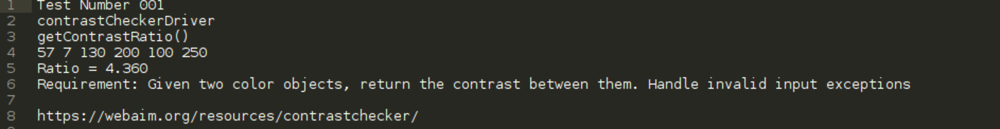 1 Test Number 001
2 contrastCheckerDriver
3 getContrastRatio()
4 57 7 130 200 100 250
5 Ratio = 4.360
6 Requirement: Given two color objects, return the contrast between them. Handle invalid input exceptions
7
8 https://webaim.org/resources/contrastchecker/